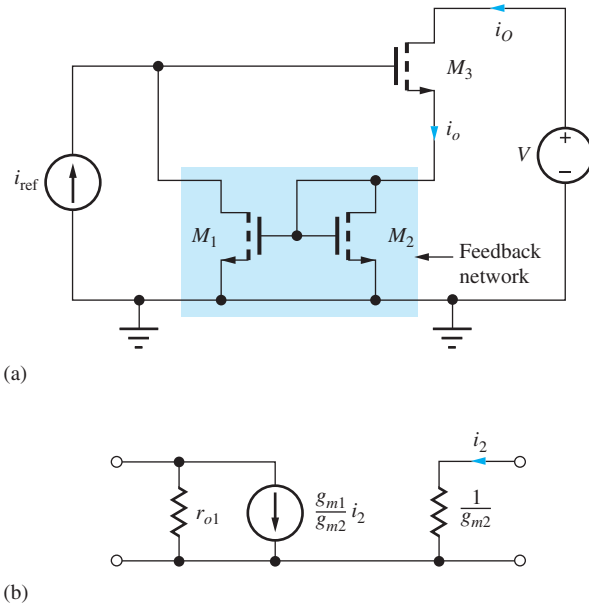 i_O
M_3
i_o
i_ref
V
+
−
M_1
M_2
Feedback
network
(a)
i_2
r_o1
g_m1/g_m2 i_2
1/g_m2
(b)